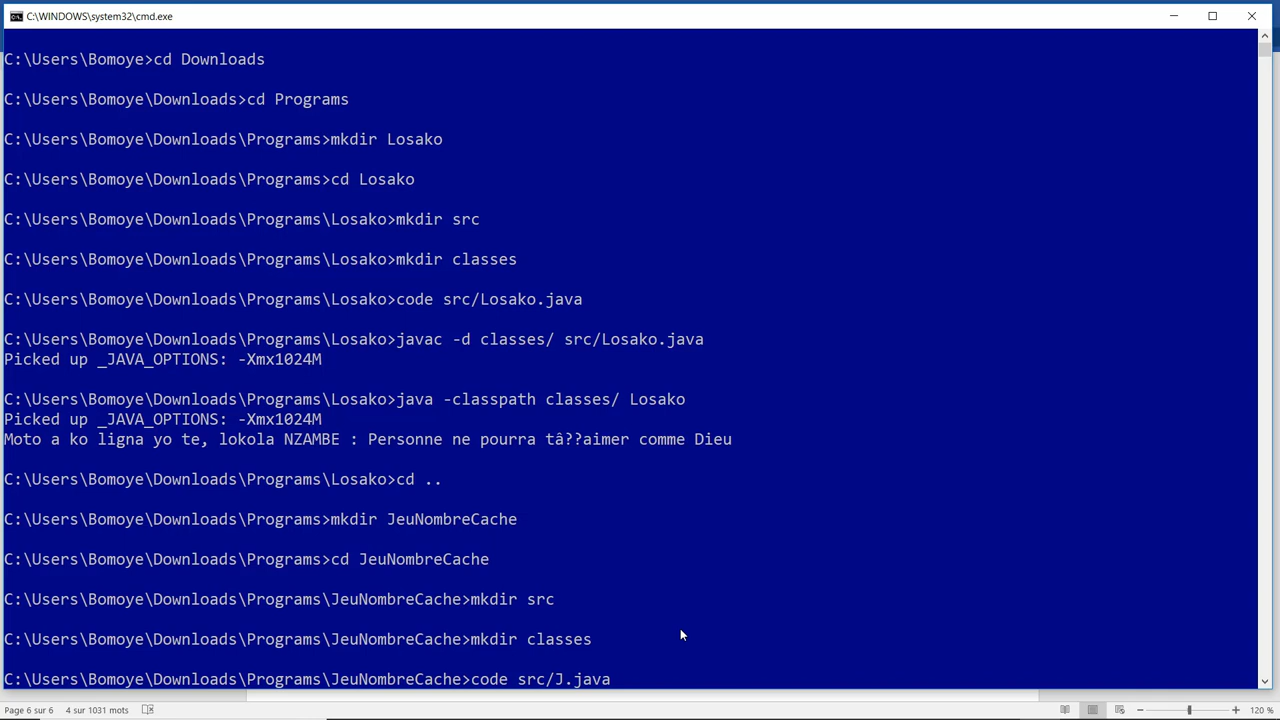 C:\WINDOWS\system32\cmd.exe
C:\Users\Bomoye>cd Downloads
C:\Users\Bomoye\Downloads>cd Programs
C:\Users\Bomoye\Downloads\Programs>mkdir Losako
C:\Users\Bomoye\Downloads\Programs>cd Losako
C:\Users\Bomoye\Downloads\Programs\Losako>mkdir src
C:\Users\Bomoye\Downloads\Programs\Losako>mkdir classes
C:\Users\Bomoye\Downloads\Programs\Losako>code src/Losako.java
C:\Users\Bomoye\Downloads\Programs\Losako>javac -d classes/ src/Losako.java
Picked up _JAVA_OPTIONS: -Xmx1024M
C:\Users\Bomoye\Downloads\Programs\Losako>java -classpath classes/ Losako
Picked up _JAVA_OPTIONS: -Xmx1024M
Moto a ko ligna yo te, lokola NZAMBE : Personne ne pourra tâ??aimer comme Dieu
C:\Users\Bomoye\Downloads\Programs\Losako>cd ..
C:\Users\Bomoye\Downloads\Programs>mkdir JeuNombreCache
C:\Users\Bomoye\Downloads\Programs>cd JeuNombreCache
C:\Users\Bomoye\Downloads\Programs\JeuNombreCache>mkdir src
C:\Users\Bomoye\Downloads\Programs\JeuNombreCache>mkdir classes
C:\Users\Bomoye\Downloads\Programs\JeuNombreCache>code src/J.java
Page 6 sur 6 4 sur 1031 mots 120 %